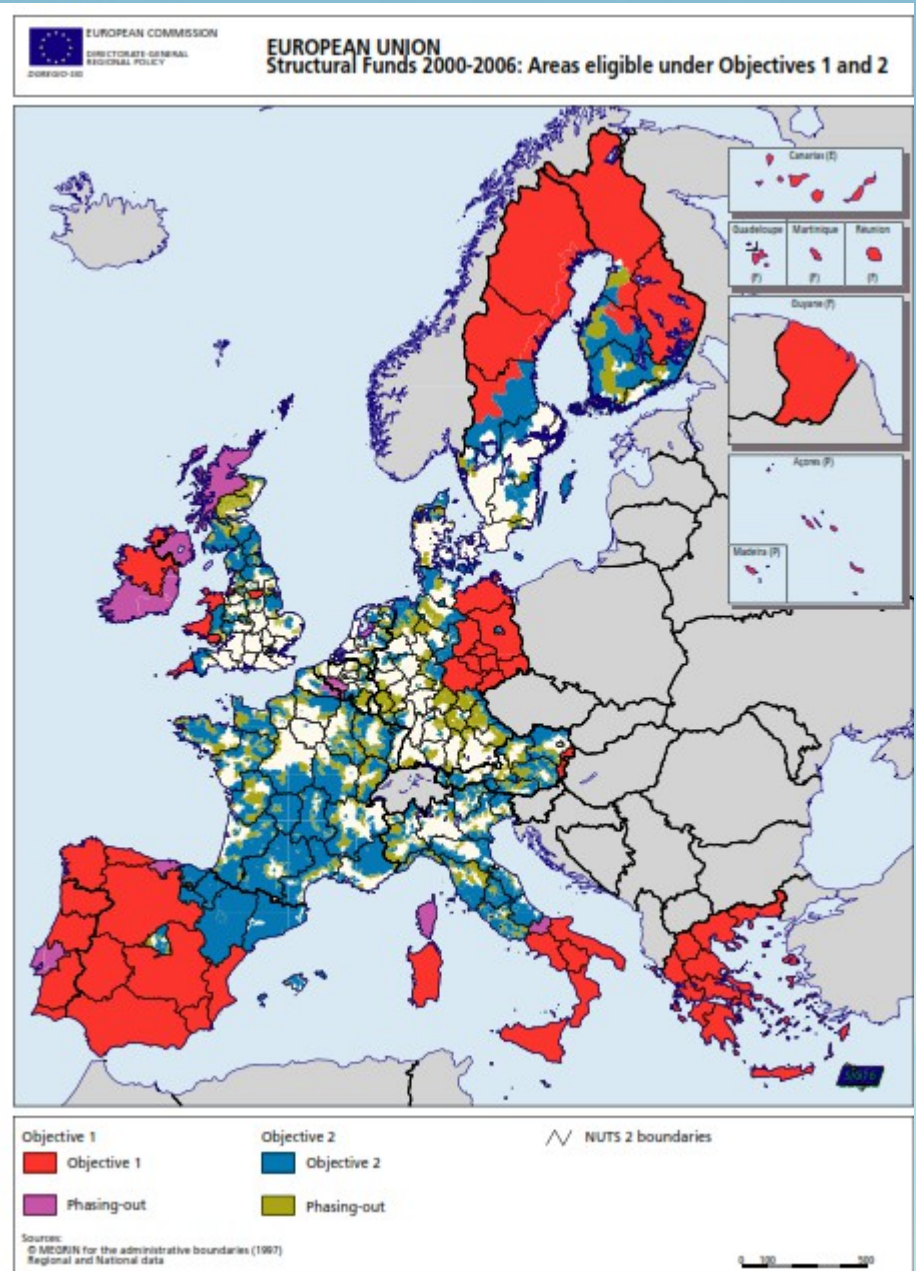 EUROPEAN COMMISSION
DIRECTORATE-GENERAL
REGIONAL POLICY
EUROPEAN UNION
Structural Funds 2000-2006: Areas eligible under Objectives 1 and 2
Canarias (E)
Guadeloupe Martinique Réunion
(F) (F) (F)
Guyane (F)
Açores (P)
Madeira (P)
Objective 1 Objective 2 NUTS 2 boundaries
Objective 1 Objective 2
Phasing-out Phasing-out
Sources:
© MEGRIN for the administrative boundaries (1997)
Regional and National data
0 100 500